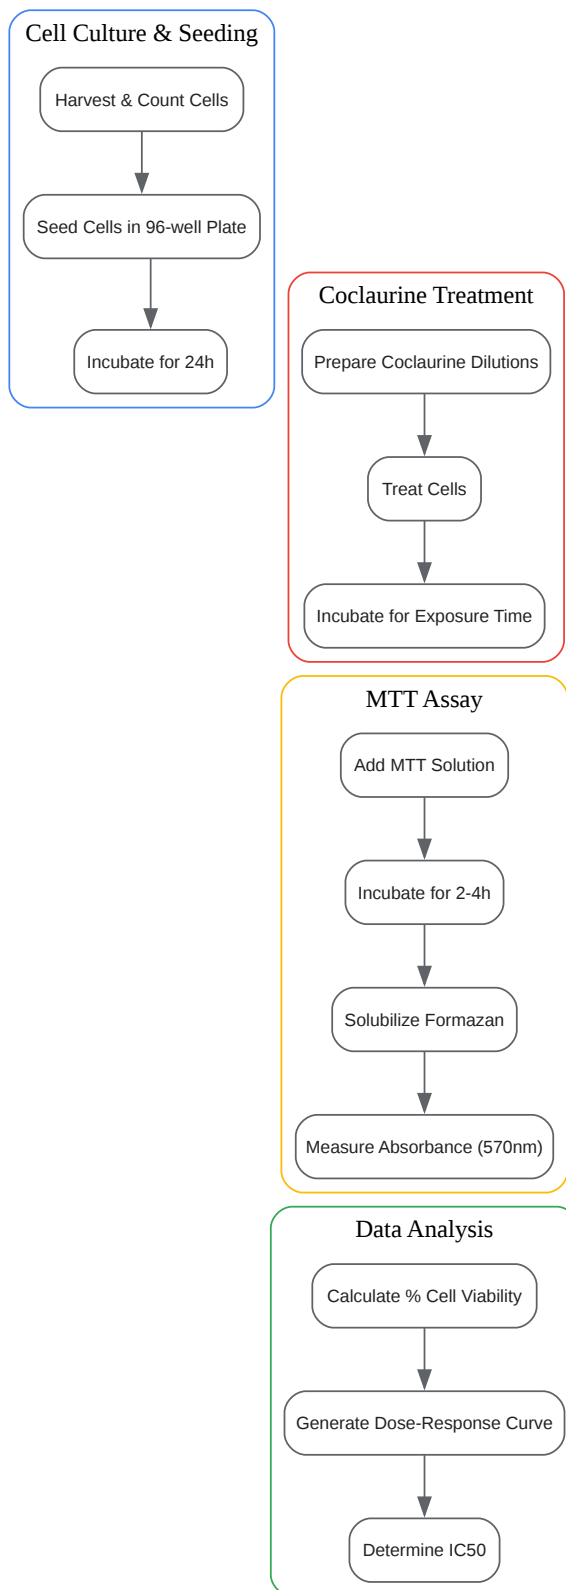 Cell Culture & Seeding
Harvest & Count Cells
Seed Cells in 96-well Plate
Incubate for 24h
Coclaurine Treatment
Prepare Coclaurine Dilutions
Treat Cells
Incubate for Exposure Time
MTT Assay
Add MTT Solution
Incubate for 2-4h
Solubilize Formazan
Measure Absorbance (570nm)
Data Analysis
Calculate % Cell Viability
Generate Dose-Response Curve
Determine IC50